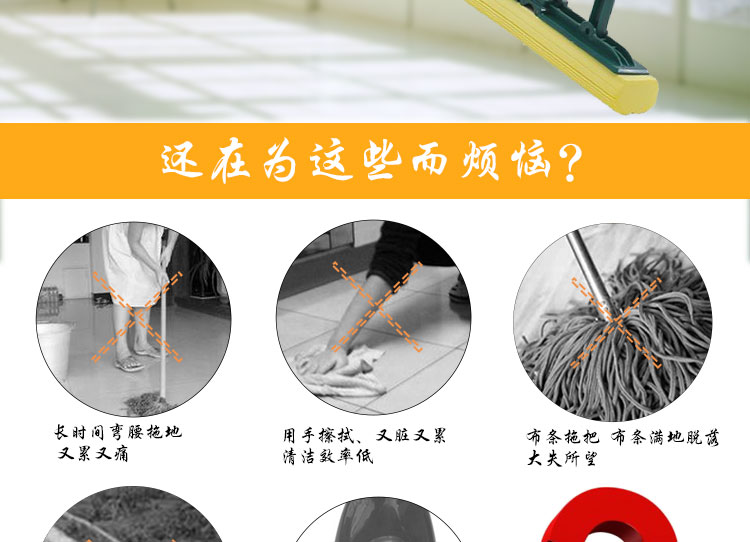 还在为这些而烦恼?
长时间弯腰拖地
又累又痛
用手擦拭、又脏又累
清洁效率低
布条拖把 布条满地脱落
大失所望